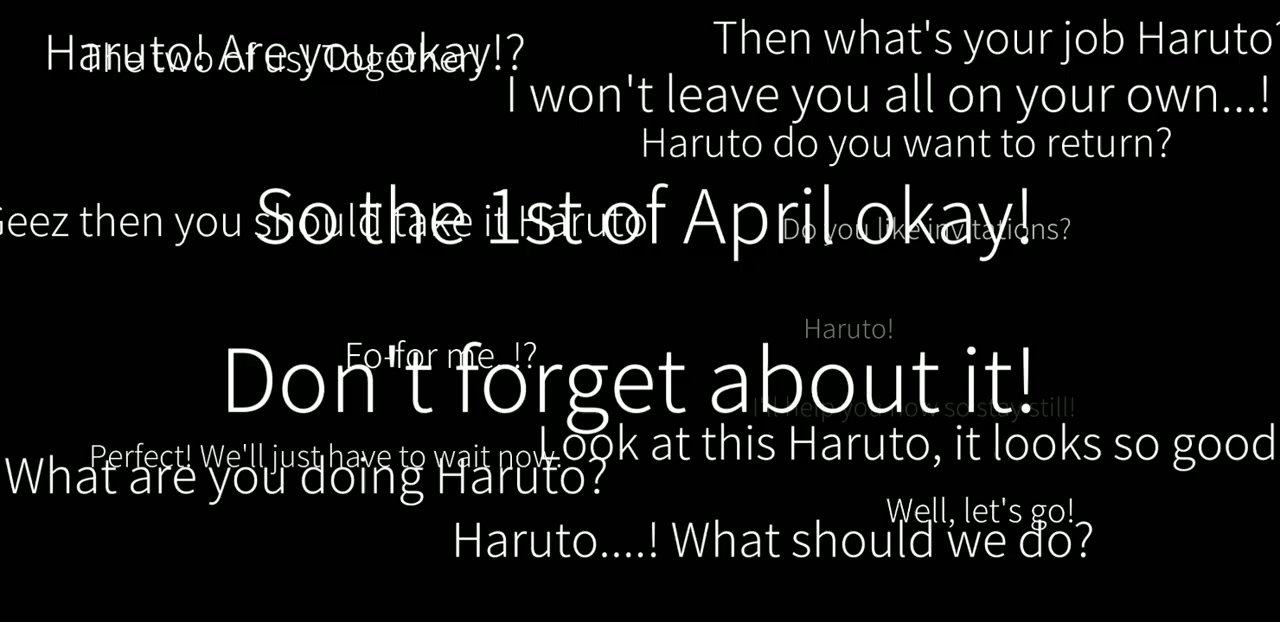 Haruto! Are you okay!?
The two of us! Together!
Then what's your job Haruto?
I won't leave you all on your own...!
Haruto do you want to return?
Geez then you should take it Haruto
So the 1st of April okay!
Do you like invitations?
Haruto!
Fo-for me..!?
Don't forget about it!
I'll help you now so stay still!
Look at this Haruto, it looks so good
Perfect! We'll just have to wait now.
What are you doing Haruto?
Well, let's go!
Haruto....! What should we do?